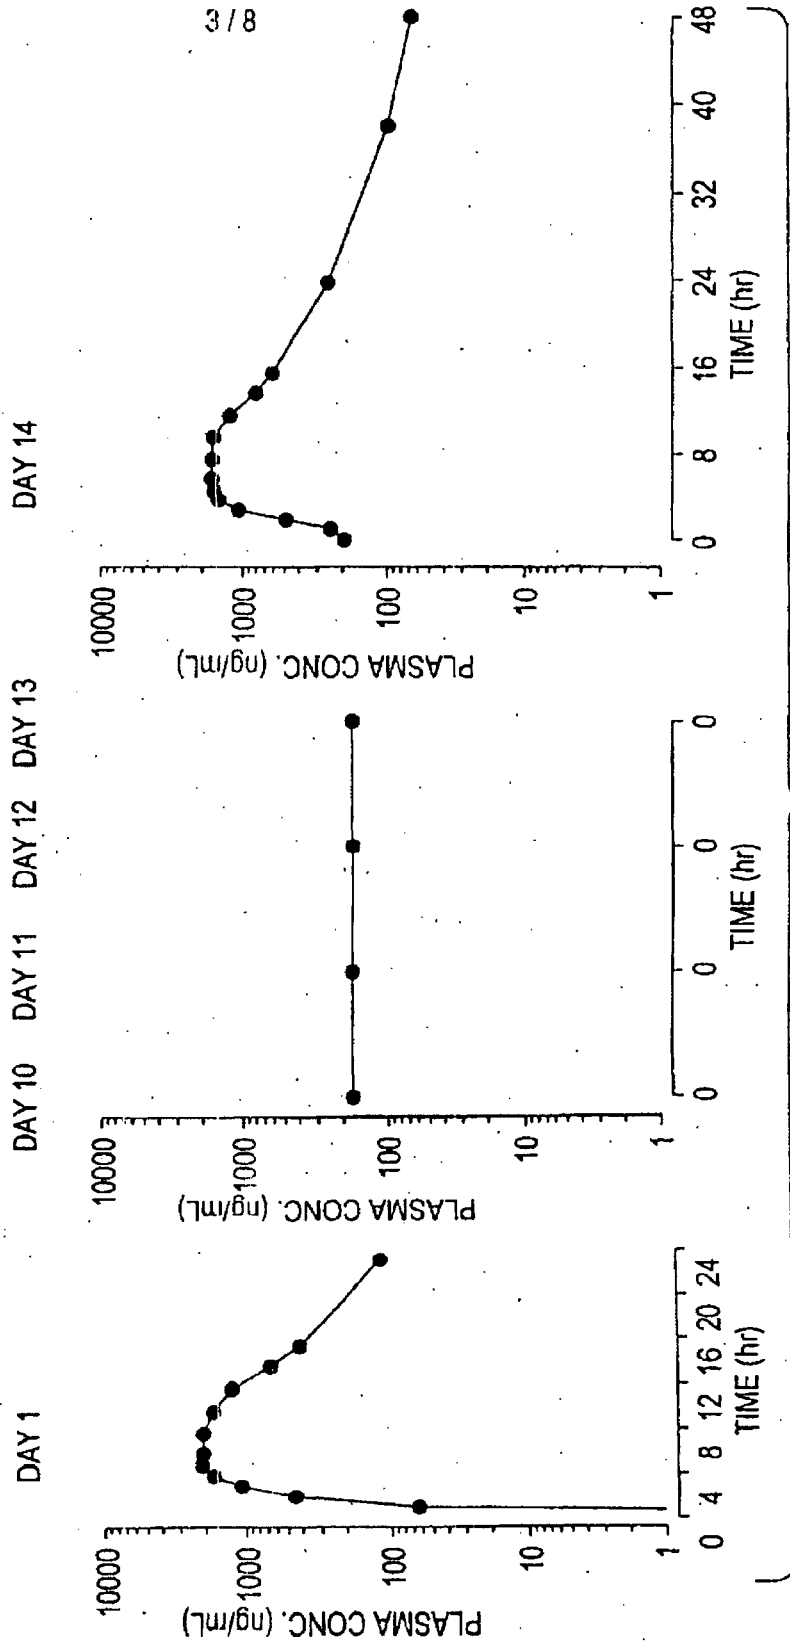 3 / 8
DAY 1
10000
1000
100
10
1
PLASMA CONC. (ng/mL)
0 4 8 12 16 20 24
TIME (hr)
DAY 10 DAY 11 DAY 12 DAY 13
10000
1000
100
10
1
PLASMA CONC. (ng/mL)
0 0 0 0
TIME (hr)
DAY 14
10000
1000
100
10
1
PLASMA CONC. (ng/mL)
0 8 16 24 32 40 48
TIME (hr)